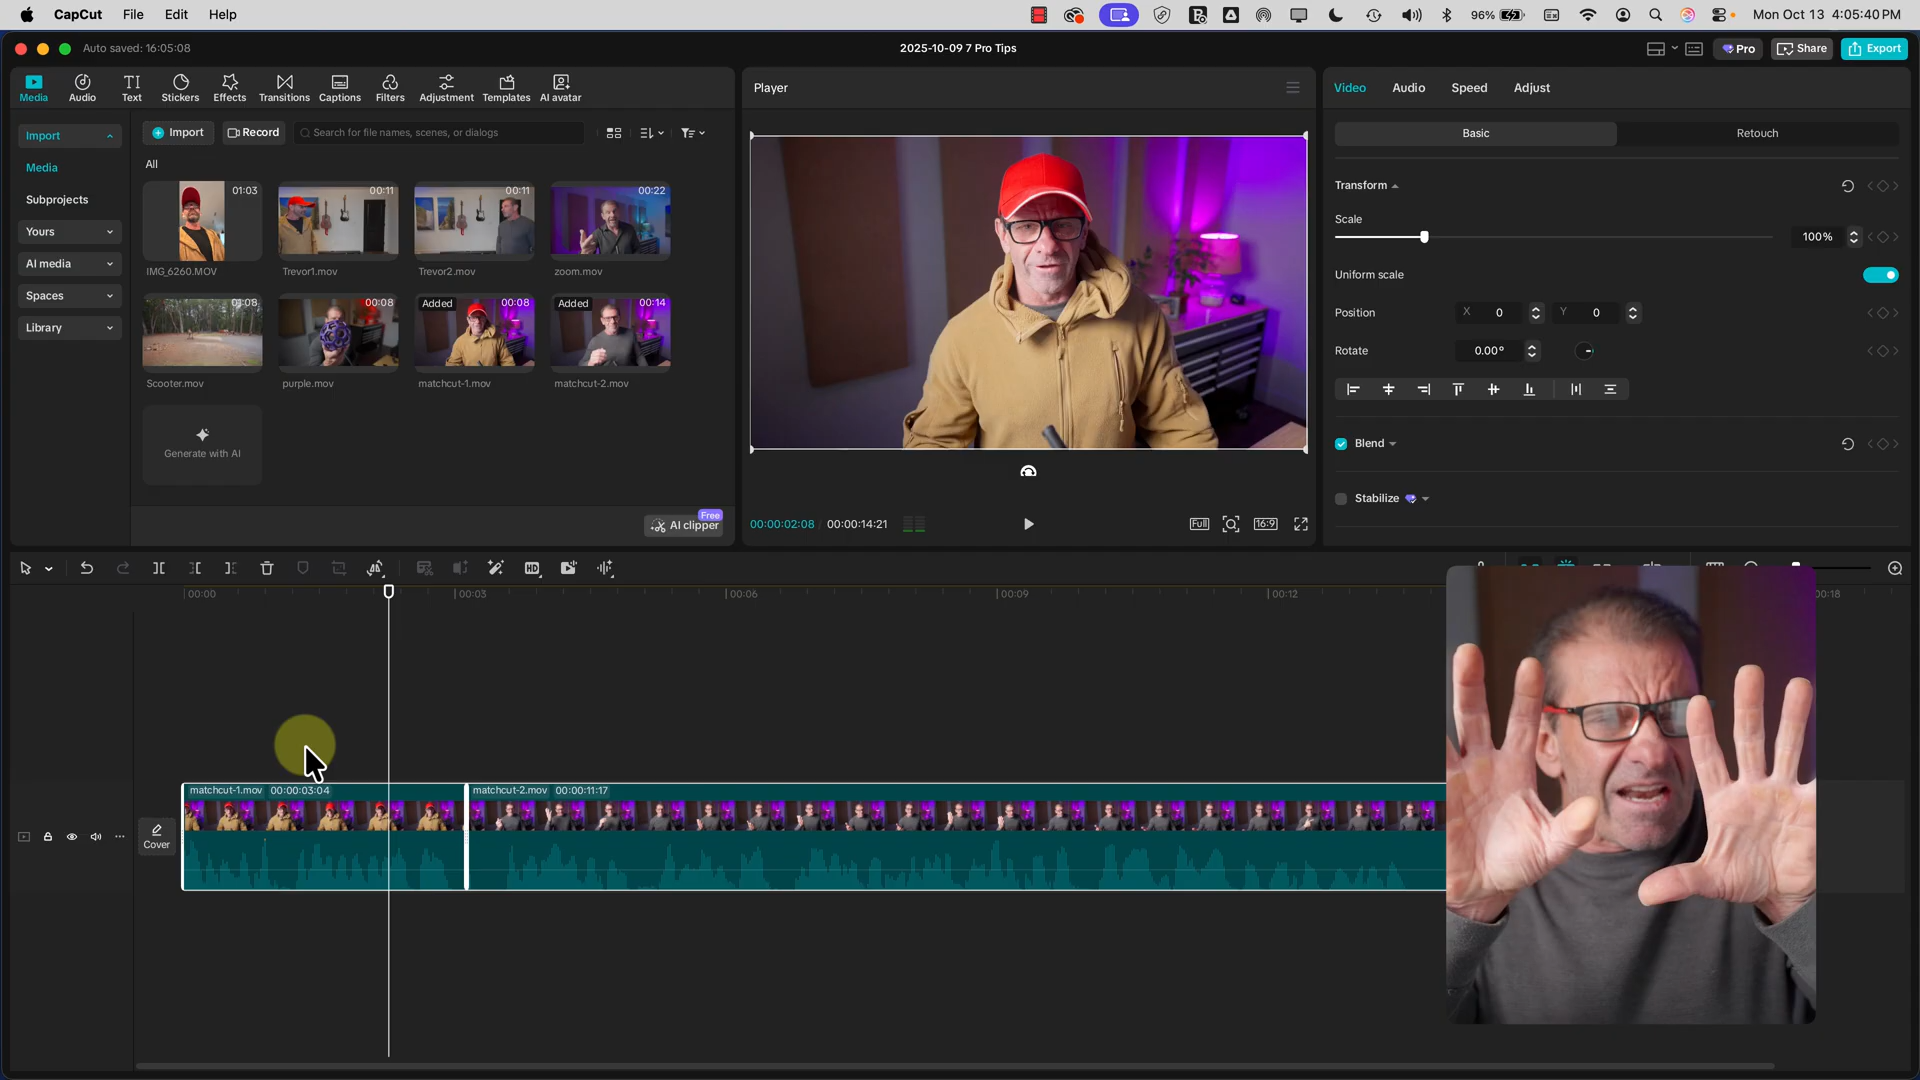 CapCut File Edit Help
96% Mon Oct 13 4:05:40 PM
Auto saved: 16:05:08
2025-10-09 7 Pro Tips
Pro Share Export
Media Audio Text Stickers Effects Transitions Captions Filters Adjustment Templates AI avatar
Player
Video Audio Speed Adjust
Import
Media
Subprojects
Yours
AI media
Spaces
Library
Import Record Search for file names, scenes, or dialogs
All
01:03 00:11 00:11 00:22
IMG_6260.MOV Trevor1.mov Trevor2.mov zoom.mov
01:08 00:08 Added 00:08 Added 00:14
Scooter.mov purple.mov matchcut-1.mov matchcut-2.mov
Generate with AI
Free
AI clipper
00:00:02:08 / 00:00:14:21
Full 16:9
Basic Retouch
Transform
Scale
100%
Uniform scale
Position X 0 Y 0
Rotate 0.00°
Blend
Stabilize
HD
00:00 00:03 00:06 00:09 00:12 00:18
matchcut-1.mov 00:00:03:04 matchcut-2.mov 00:00:11:17
Cover